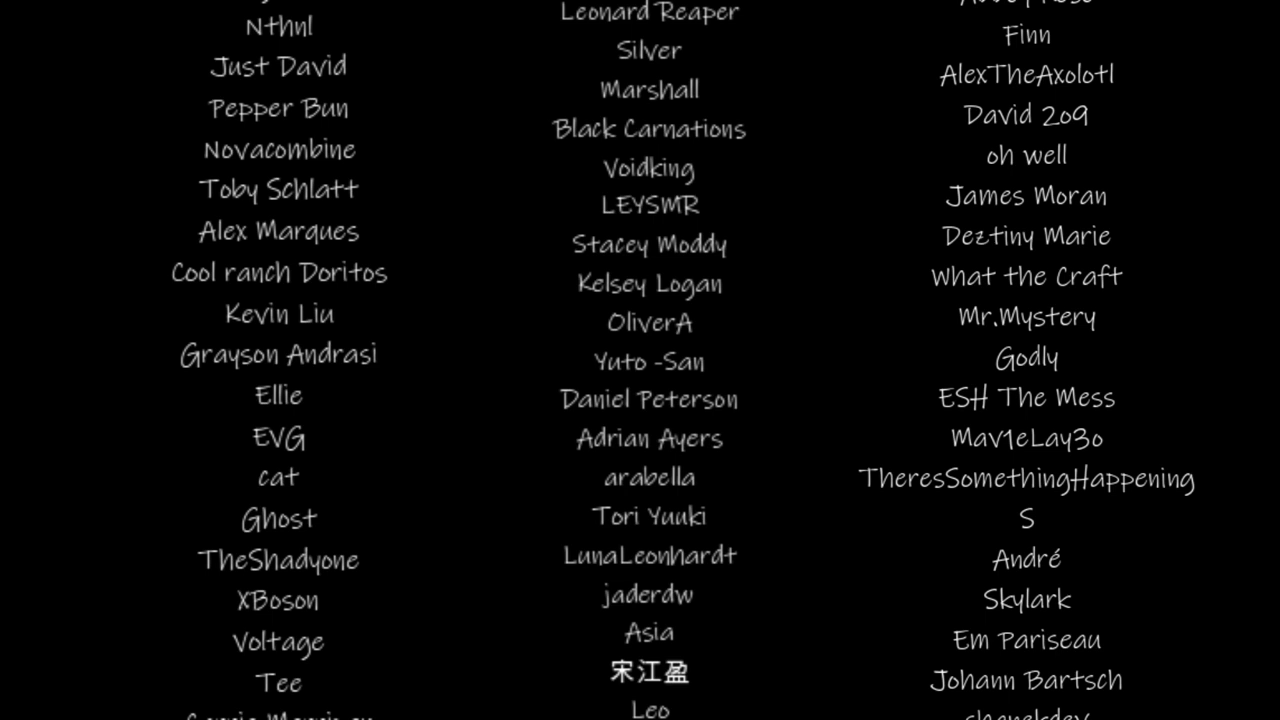 Nthnl
Just David
Pepper Bun
Novacombine
Toby Schlatt
Alex Marques
Cool ranch Doritos
Kevin Liu
Grayson Andrasi
Ellie
EVG
cat
Ghost
TheShadyone
XBoson
Voltage
Tee
Leonard Reaper
Silver
Marshall
Black Carnations
Voidking
LEYSMR
Stacey Moddy
Kelsey Logan
OliverA
Yuto -San
Daniel Peterson
Adrian Ayers
arabella
Tori Yuuki
LunaLeonhardt
jaderdw
Asia
宋江盈
Leo
Finn
AlexTheAxolotl
David 209
oh well
James Moran
Deztiny Marie
What the Craft
Mr.Mystery
Godly
ESH The Mess
Mav1eLay30
TheresSomethingHappening
S
André
Skylark
Em Pariseau
Johann Bartsch